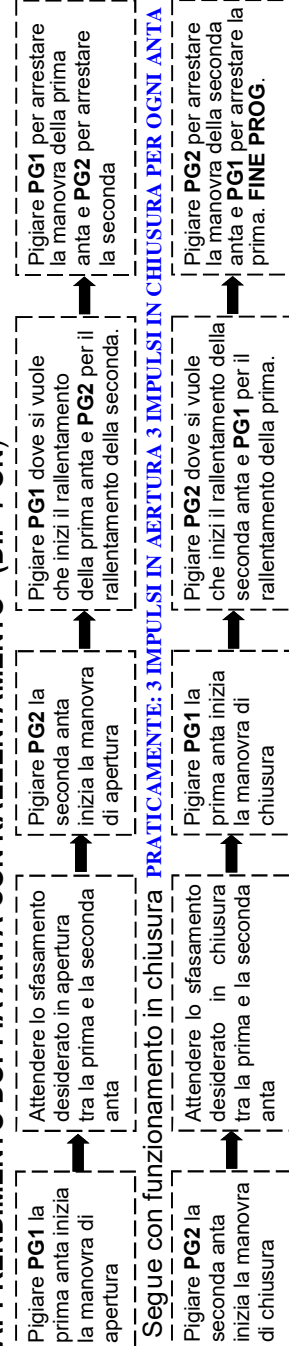 APPRENDIMENTO DOPPIA ANTA CON RALLENTAMENTO (DIP 1 ON)
Pigiare PG1 la
prima anta inizia
la manovra di
apertura
Attendere lo sfasamento
desiderato in apertura
tra la prima e la seconda
anta
Pigiare PG2 la
seconda anta
inizia la manovra
di apertura
Pigiare PG1 dove si vuole
che inizi il rallentamento
della prima anta e PG2 per il
rallentamento della seconda.
Pigiare PG1 per arrestare
la manovra della prima
anta e PG2 per arrestare
la seconda
Segue con funzionamento in chiusura PRATICAMENTE: 3 IMPULSI IN AERTURA 3 IMPULSI IN CHIUSURA PER OGNI ANTA
Pigiare PG2 la
seconda anta
inizia la manovra
di chiusura
Attendere lo sfasamento
desiderato in chiusura
tra la prima e la seconda
anta
Pigiare PG1 la
prima anta inizia
la manovra di
chiusura
Pigiare PG2 dove si vuole
che inizi il rallentamento della
seconda anta e PG1 per il
rallentamento della prima.
Pigiare PG2 per arrestare
la manovra della seconda
anta e PG1 per arrestare la
prima. FINE PROG.